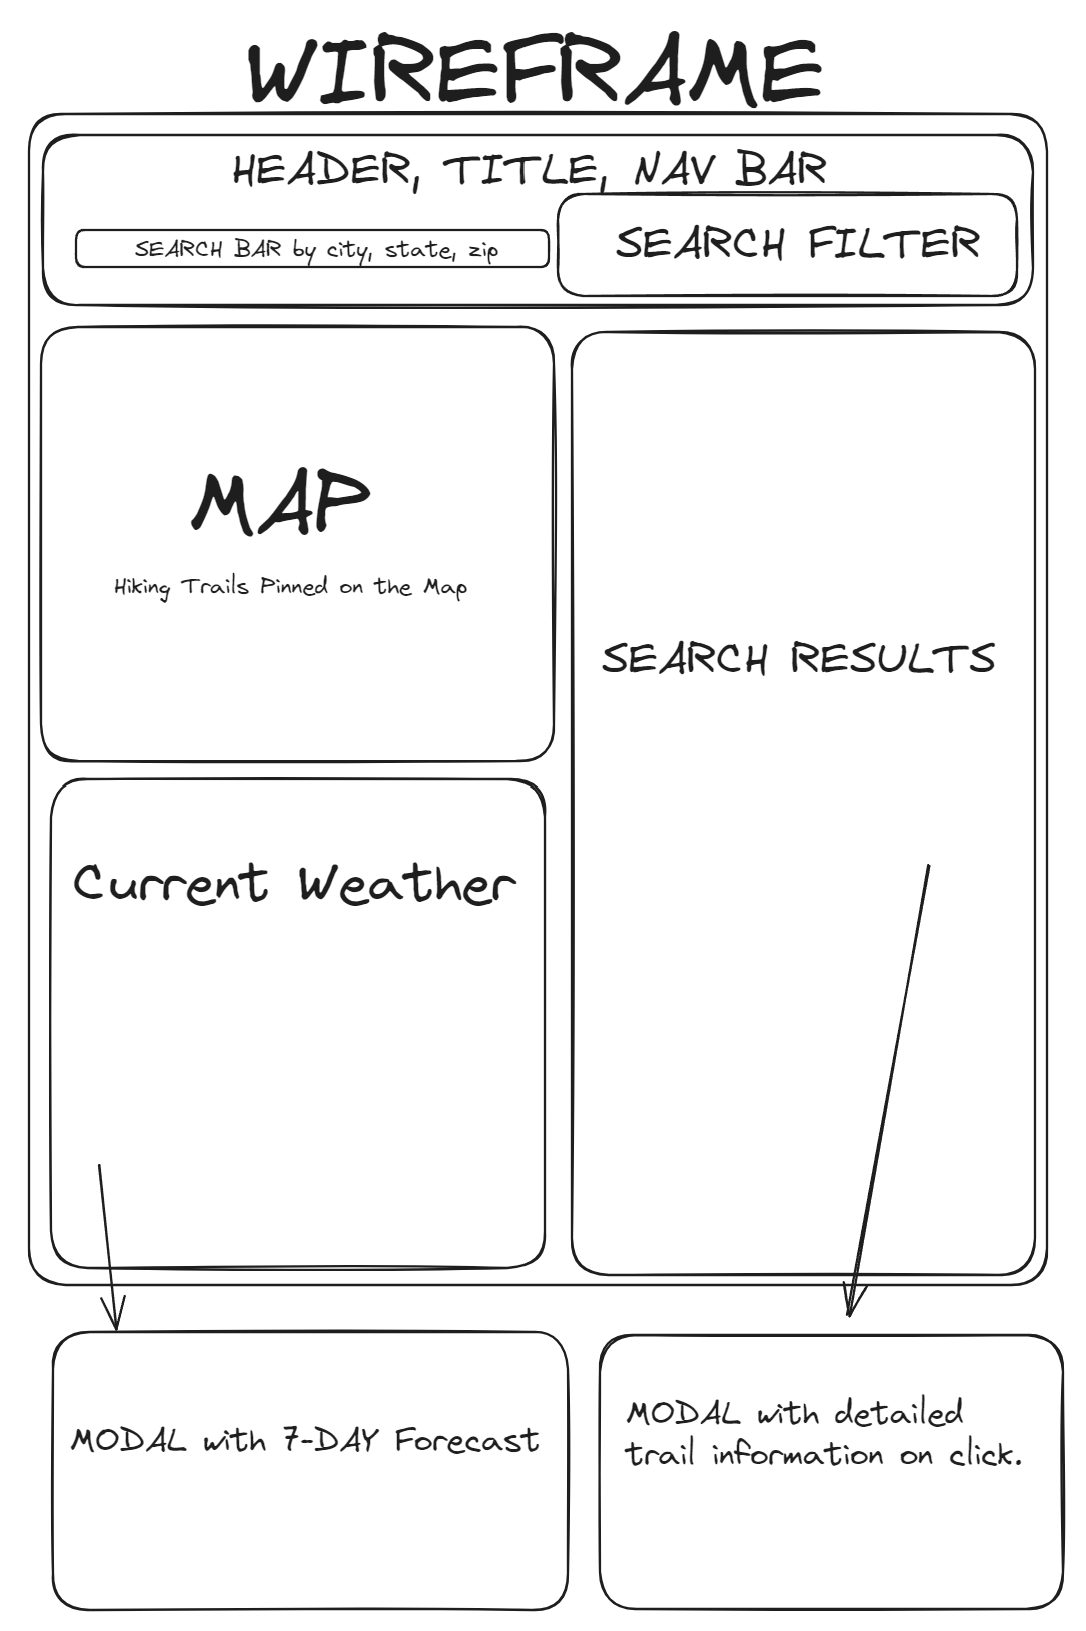 WIREFRAME
HEADER, TITLE, NAV BAR
SEARCH BAR by city, state, zip
SEARCH FILTER
MAP
Hiking Trails Pinned on the Map
SEARCH RESULTS
Current Weather
MODAL with 7-DAY Forecast
MODAL with detailed
trail information on click.